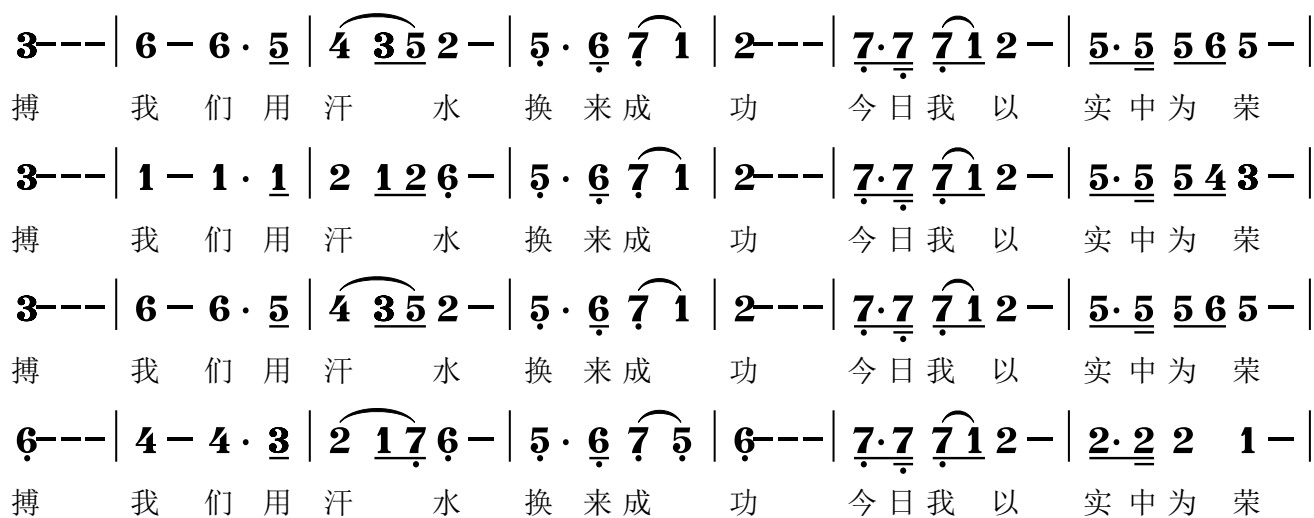 3--- | 6 - 6 · 5 | 4 3 5 2 - | 5 · 6 7 1 | 2--- | 7·7 7 1 2 - | 5· 5 5 6 5 - |
搏 我 们 用 汗 水 换 来 成 功 今 日 我 以 实 中 为 荣
3--- | 1 - 1 · 1 | 2 1 2 6 - | 5 · 6 7 1 | 2--- | 7·7 7 1 2 - | 5· 5 5 4 3 - |
搏 我 们 用 汗 水 换 来 成 功 今 日 我 以 实 中 为 荣
3--- | 6 - 6 · 5 | 4 3 5 2 - | 5 · 6 7 1 | 2--- | 7·7 7 1 2 - | 5· 5 5 6 5 - |
搏 我 们 用 汗 水 换 来 成 功 今 日 我 以 实 中 为 荣
6--- | 4 - 4 · 3 | 2 1 7 6 - | 5 · 6 7 5 | 6--- | 7·7 7 1 2 - | 2· 2 2 1 - |
搏 我 们 用 汗 水 换 来 成 功 今 日 我 以 实 中 为 荣